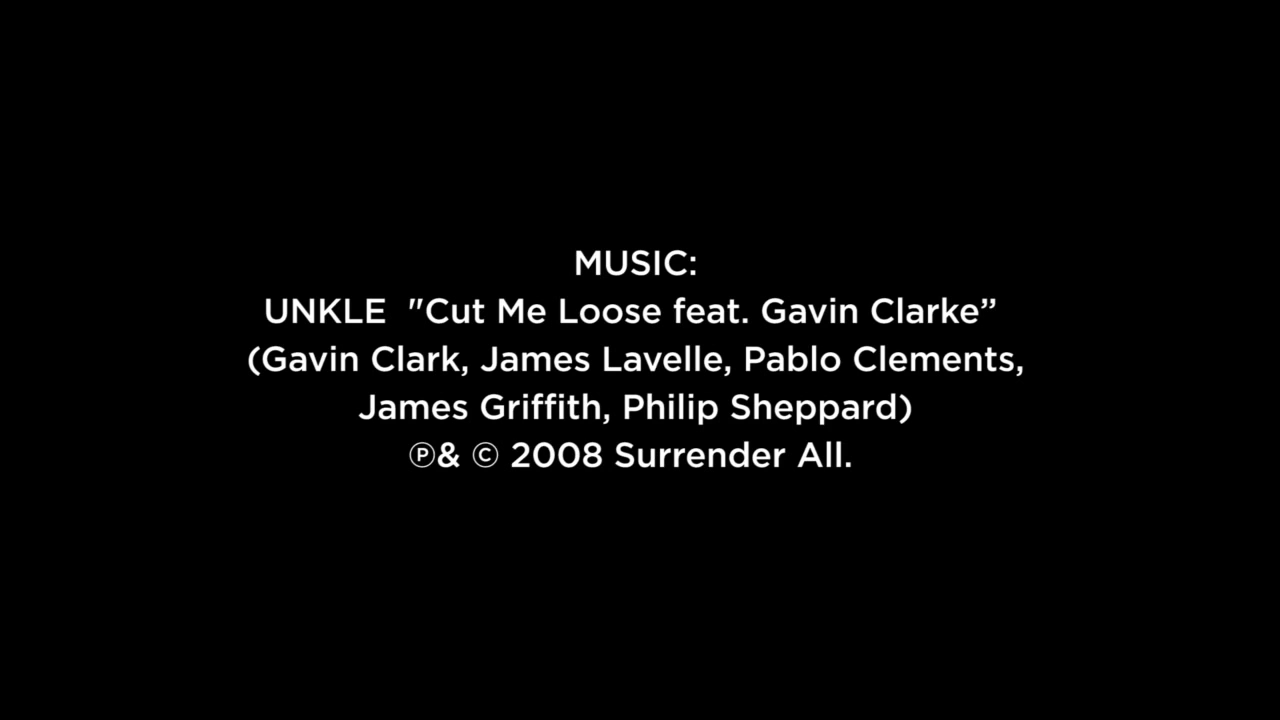 MUSIC:
UNKLE  "Cut Me Loose feat. Gavin Clarke”
(Gavin Clark, James Lavelle, Pablo Clements,
James Griffith, Philip Sheppard)
℗& © 2008 Surrender All.